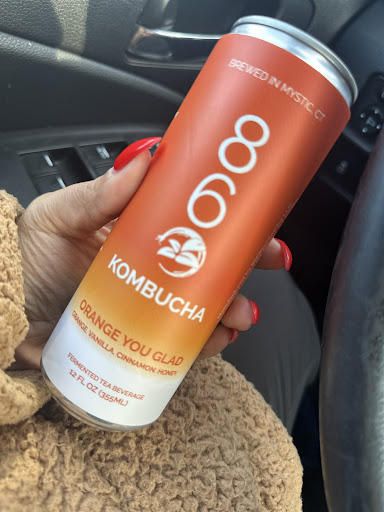 BREWED IN MYSTIC, CT
860
KOMBUCHA
ORANGE YOU GLAD
ORANGE, VANILLA, CINNAMON, HONEY
FERMENTED TEA BEVERAGE
12 FL OZ (355ML)